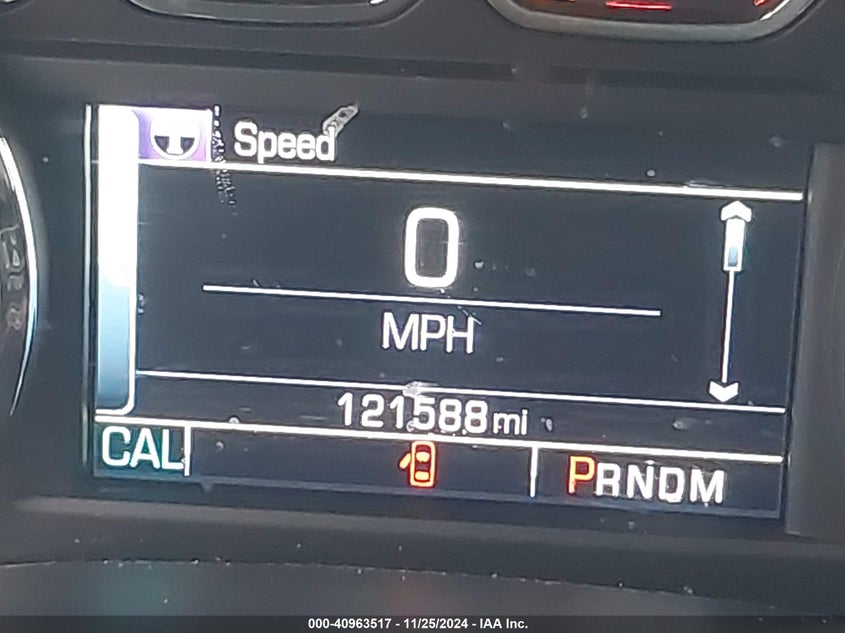 Speed
0
MPH
121588 mi
CAL
PRNDM
000-40963517 - 11/25/2024 - IAA Inc.